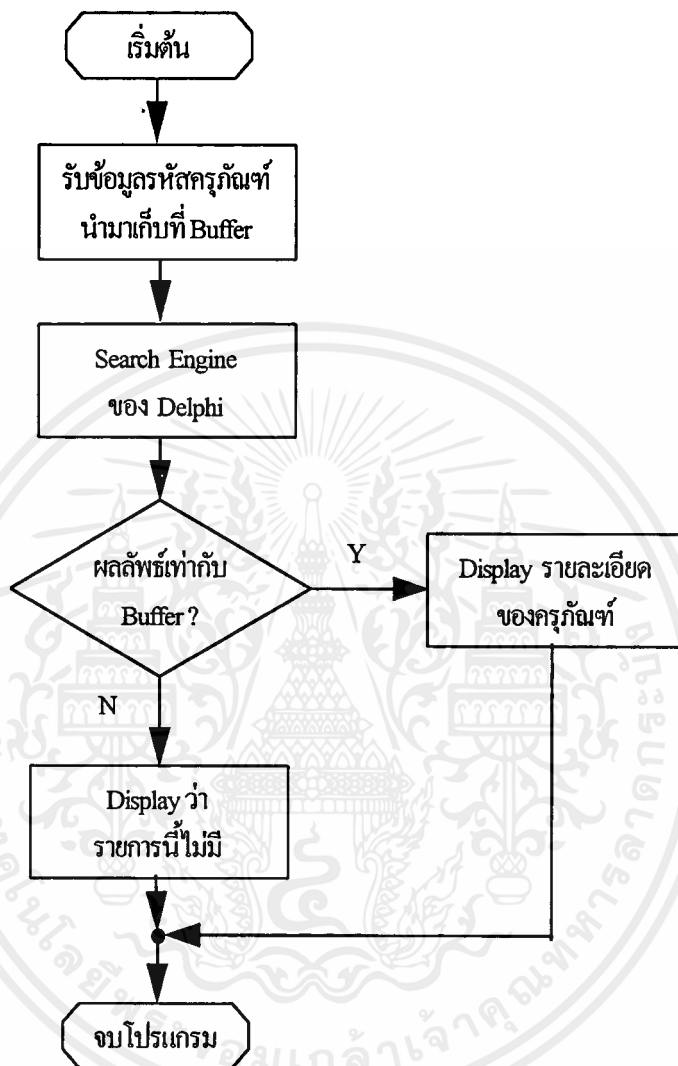 เริ่มต้น
รับข้อมูลรหัสครุภัณฑ์
นำมาเก็บที่ Buffer
Search Engine
ของ Delphi
ผลลัพธ์เท่ากับ
Buffer ?
Y
Display รายละเอียด
ของครุภัณฑ์
N
Display ว่า
รายการนี้ไม่มี
จบโปรแกรม